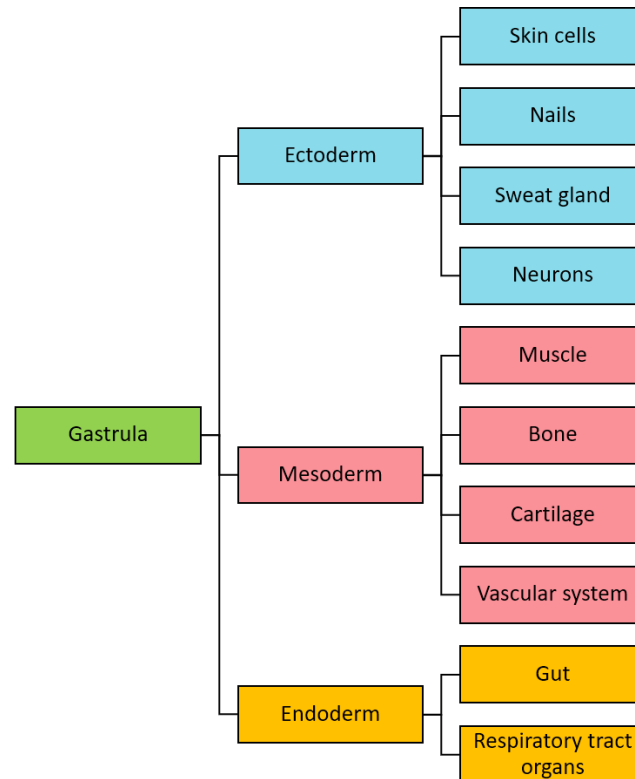 Skin cells
Nails
Ectoderm
Sweat gland
Neurons
Muscle
Bone
Gastrula
Mesoderm
Cartilage
Vascular system
Gut
Endoderm
Respiratory tract
organs